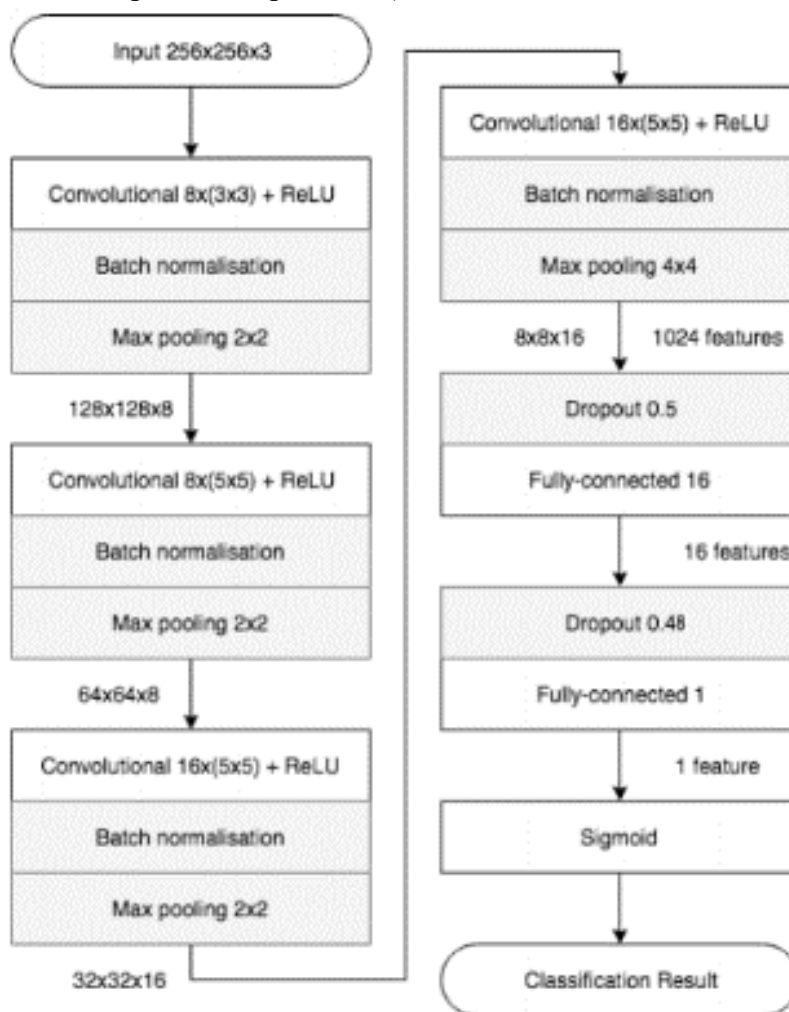 Input 256x256x3
Convolutional 8x(3x3) + ReLU
Batch normalisation
Max pooling 2x2
128x128x8
Convolutional 8x(5x5) + ReLU
Batch normalisation
Max pooling 2x2
64x64x8
Convolutional 16x(5x5) + ReLU
Batch normalisation
Max pooling 2x2
32x32x16
Convolutional 16x(5x5) + ReLU
Batch normalisation
Max pooling 4x4
8x8x16 1024 features
Dropout 0.5
Fully-connected 16
16 features
Dropout 0.48
Fully-connected 1
1 feature
Sigmoid
Classification Result